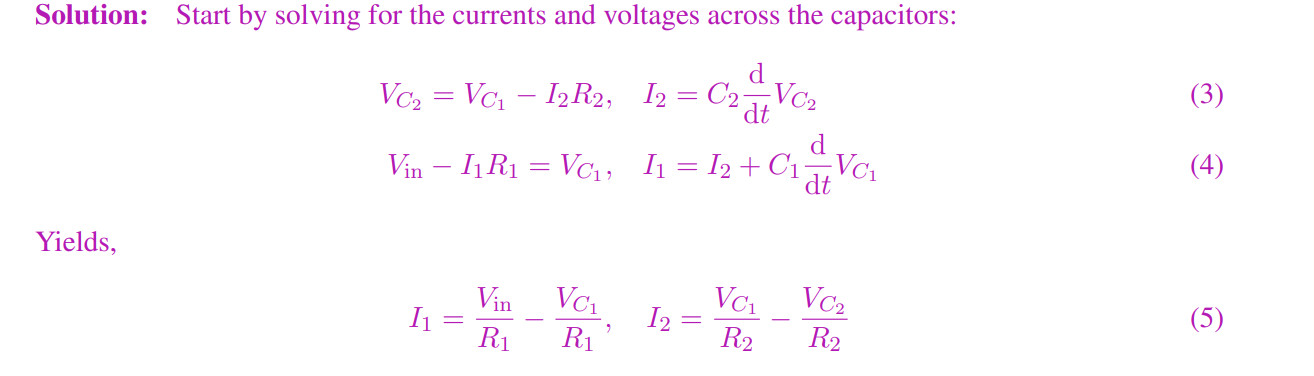 Solution: Start by solving for the currents and voltages across the capacitors:
$V_{C_2} = V_{C_1} - I_2 R_2, \quad I_2 = C_2 \frac{\mathrm{d}}{\mathrm{dt}} V_{C_2}$ (3)
$V_{\mathrm{in}} - I_1 R_1 = V_{C_1}, \quad I_1 = I_2 + C_1 \frac{\mathrm{d}}{\mathrm{dt}} V_{C_1}$ (4)
Yields,
$I_1 = \frac{V_{\mathrm{in}}}{R_1} - \frac{V_{C_1}}{R_1}, \quad I_2 = \frac{V_{C_1}}{R_2} - \frac{V_{C_2}}{R_2}$ (5)